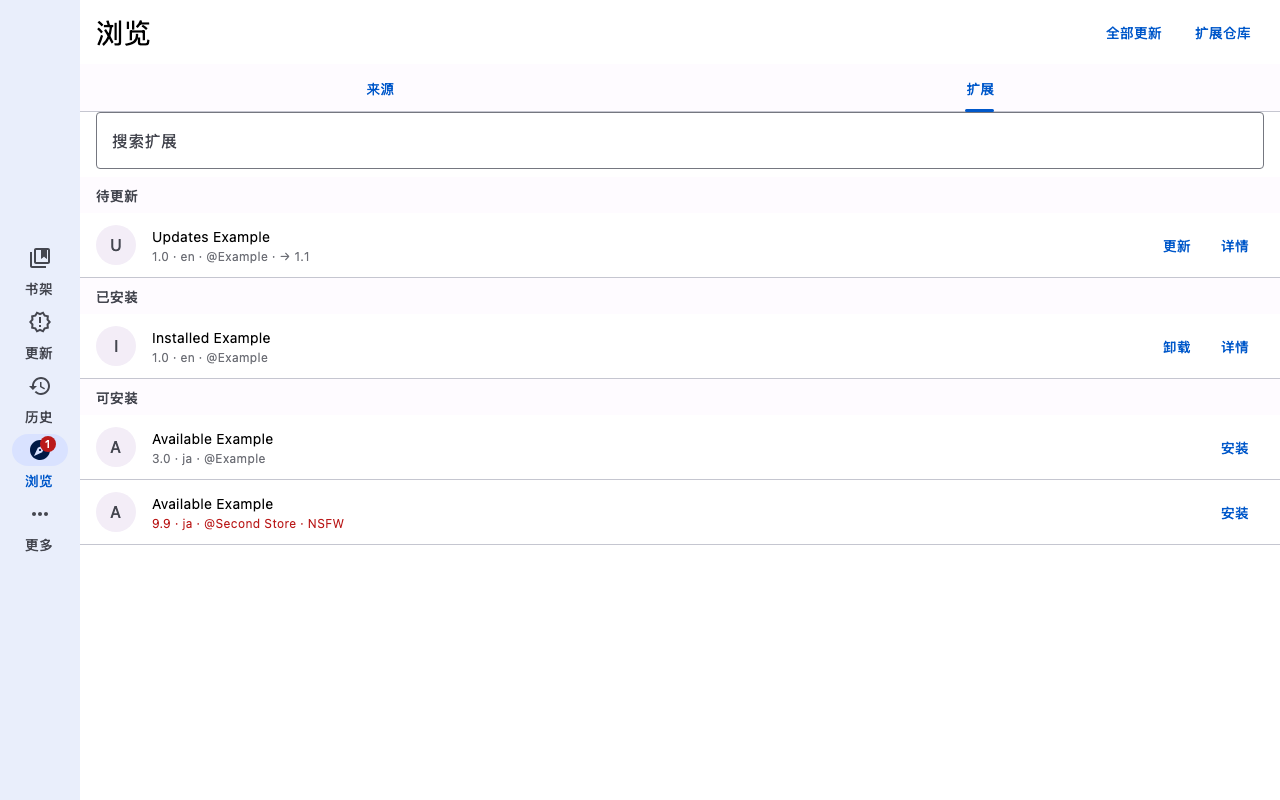 浏览
全部更新
扩展仓库
来源
扩展
搜索扩展
待更新
U
Updates Example
1.0 · en · @Example · → 1.1
更新
详情
已安装
I
Installed Example
1.0 · en · @Example
卸载
详情
可安装
A
Available Example
3.0 · ja · @Example
安装
A
Available Example
9.9 · ja · @Second Store · NSFW
安装
书架
更新
历史
1
浏览
更多